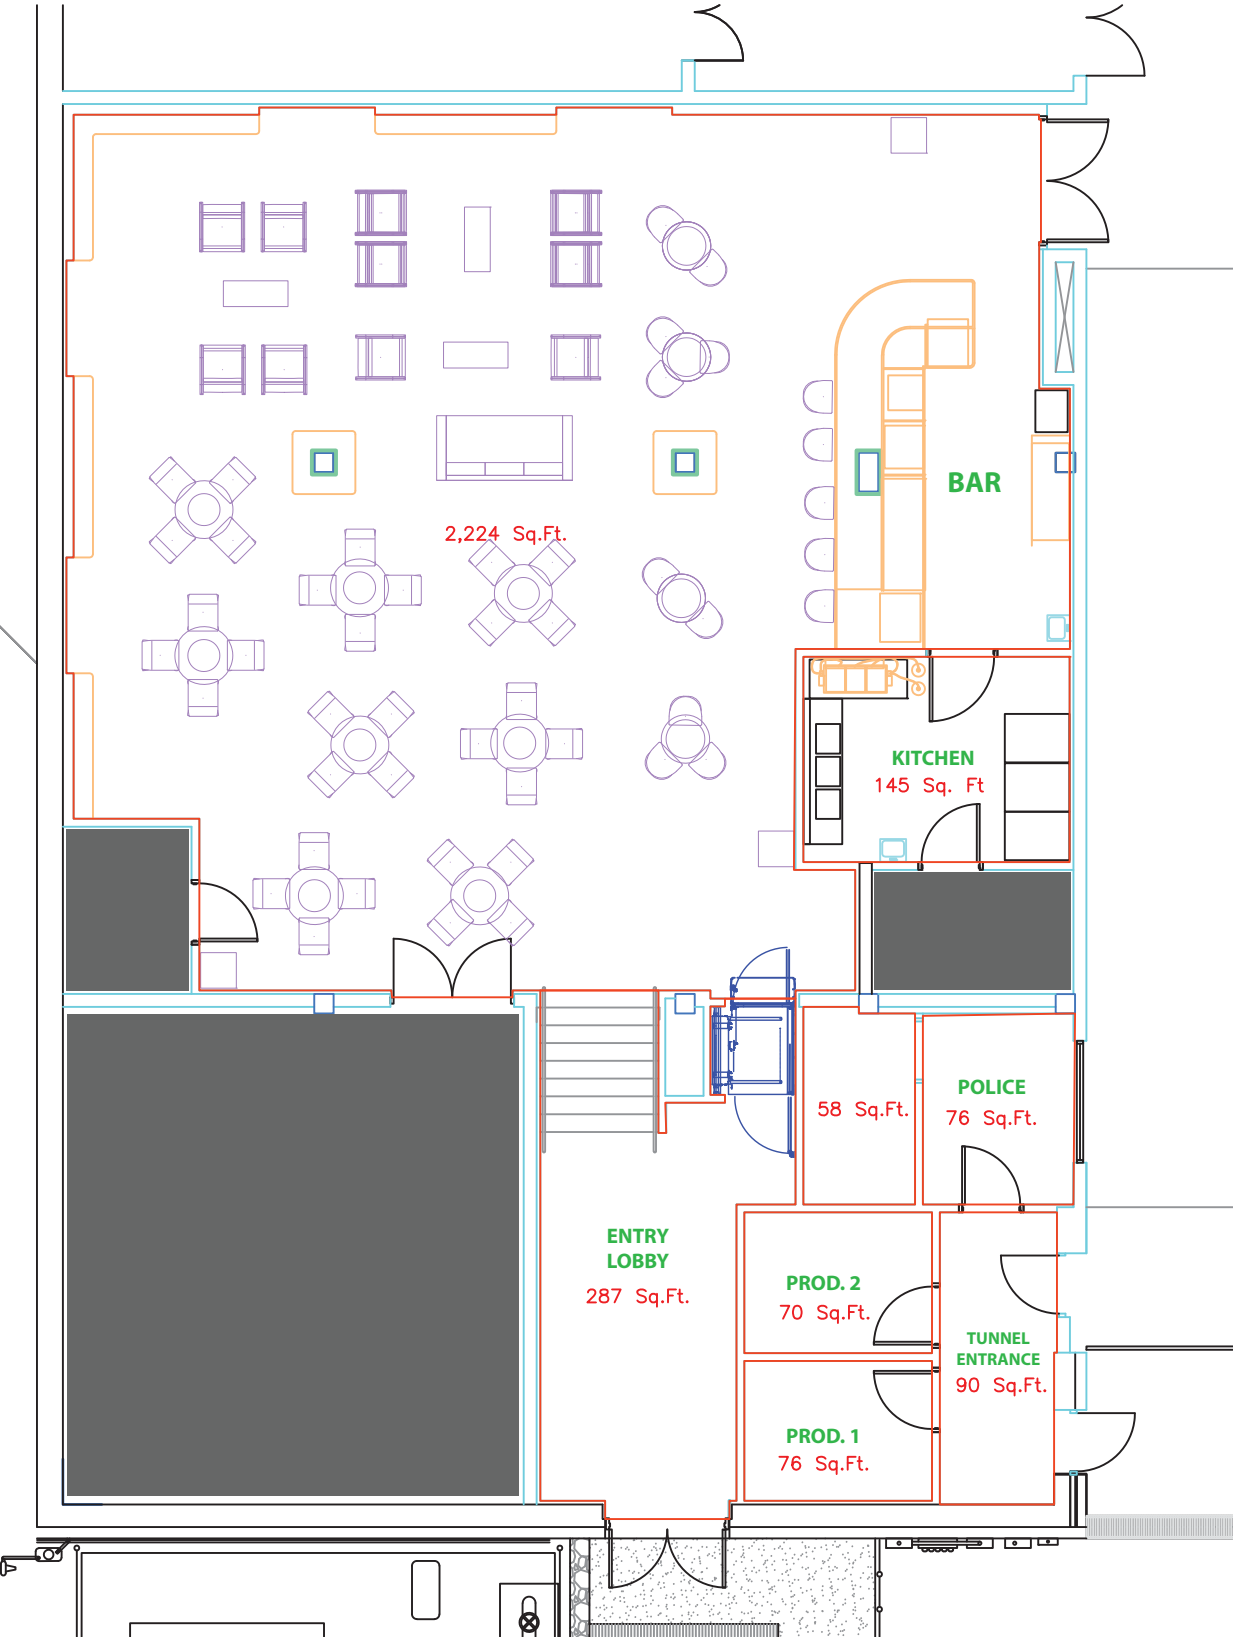 BAR
2,224 Sq.Ft.
KITCHEN
145 Sq. Ft
POLICE
76 Sq.Ft.
58 Sq.Ft.
ENTRY
LOBBY
287 Sq.Ft.
PROD. 2
70 Sq.Ft.
TUNNEL
ENTRANCE
90 Sq.Ft.
PROD. 1
76 Sq.Ft.